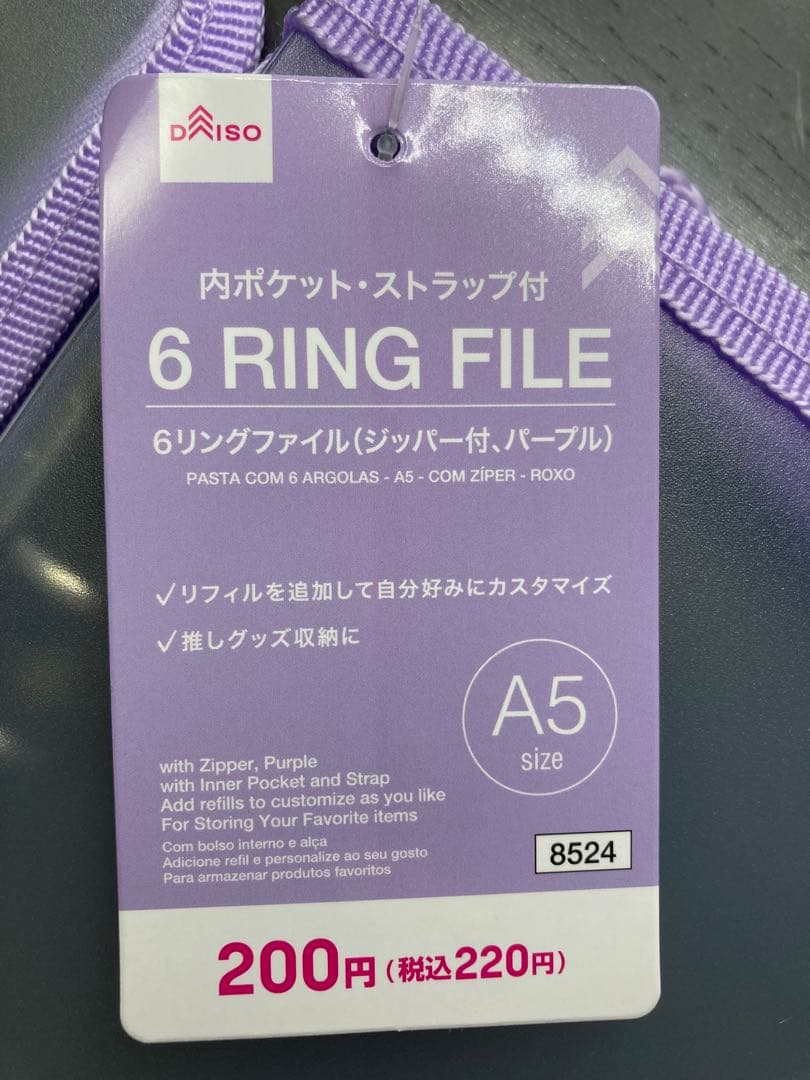 DAISO
内ポケット・ストラップ付
6 RING FILE
6リングファイル(ジッパー付、パープル)
PASTA COM 6 ARGOLAS - A5 - COM ZÍPER - ROXO
✓リフィルを追加して自分好みにカスタマイズ
✓推しグッズ収納に
A5
size
with Zipper, Purple
with Inner Pocket and Strap
Add refills to customize as you like
For Storing Your Favorite items
Com bolso interno e alça
Adicione refil e personalize ao seu gosto
Para armazenar produtos favoritos
8524
200円(税込220円)